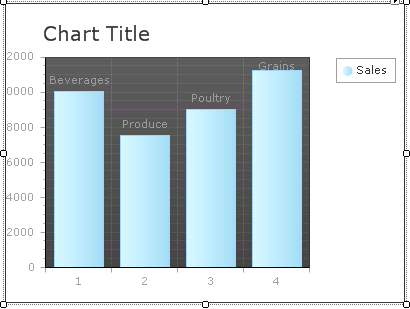 Chart Title
2000
0000
8000
6000
4000
2000
0
Beverages
Produce
Poultry
Grains
1 2 3 4
Sales